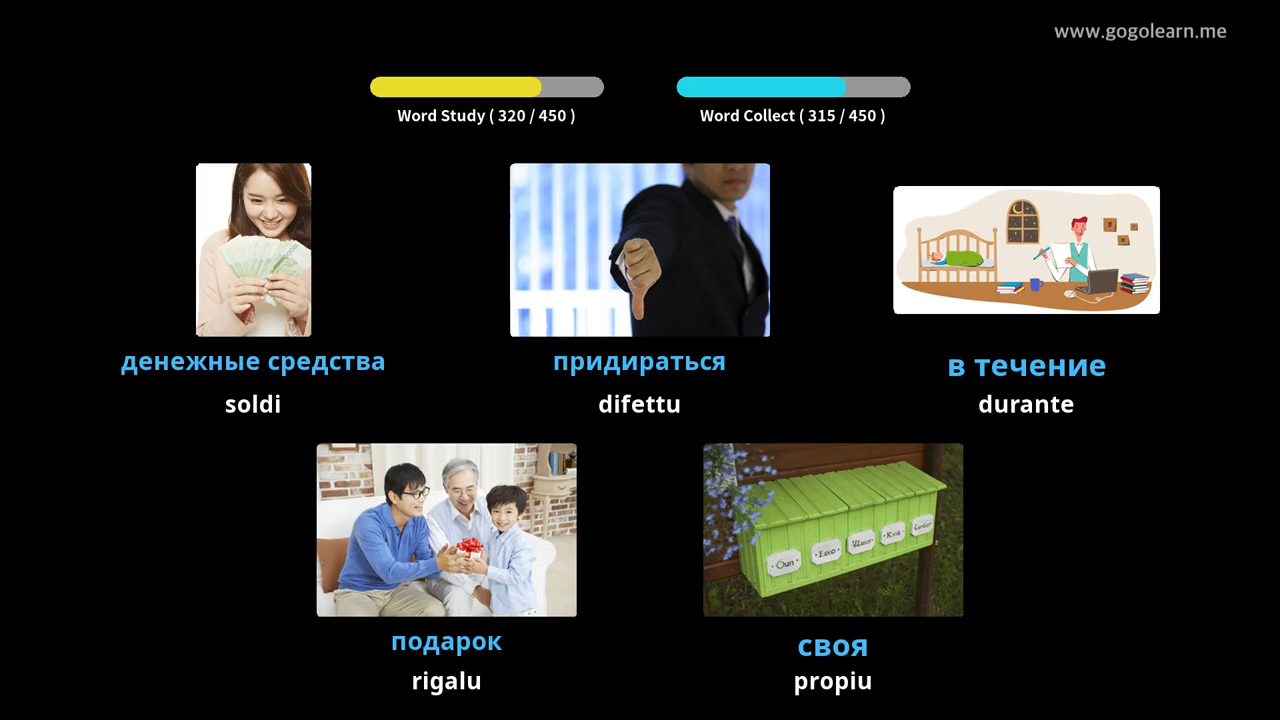 www.gogolearn.me
Word Study ( 320 / 450 )
Word Collect ( 315 / 450 )
денежные средства
придираться
в течение
soldi
difettu
durante
подарок
своя
rigalu
propiu